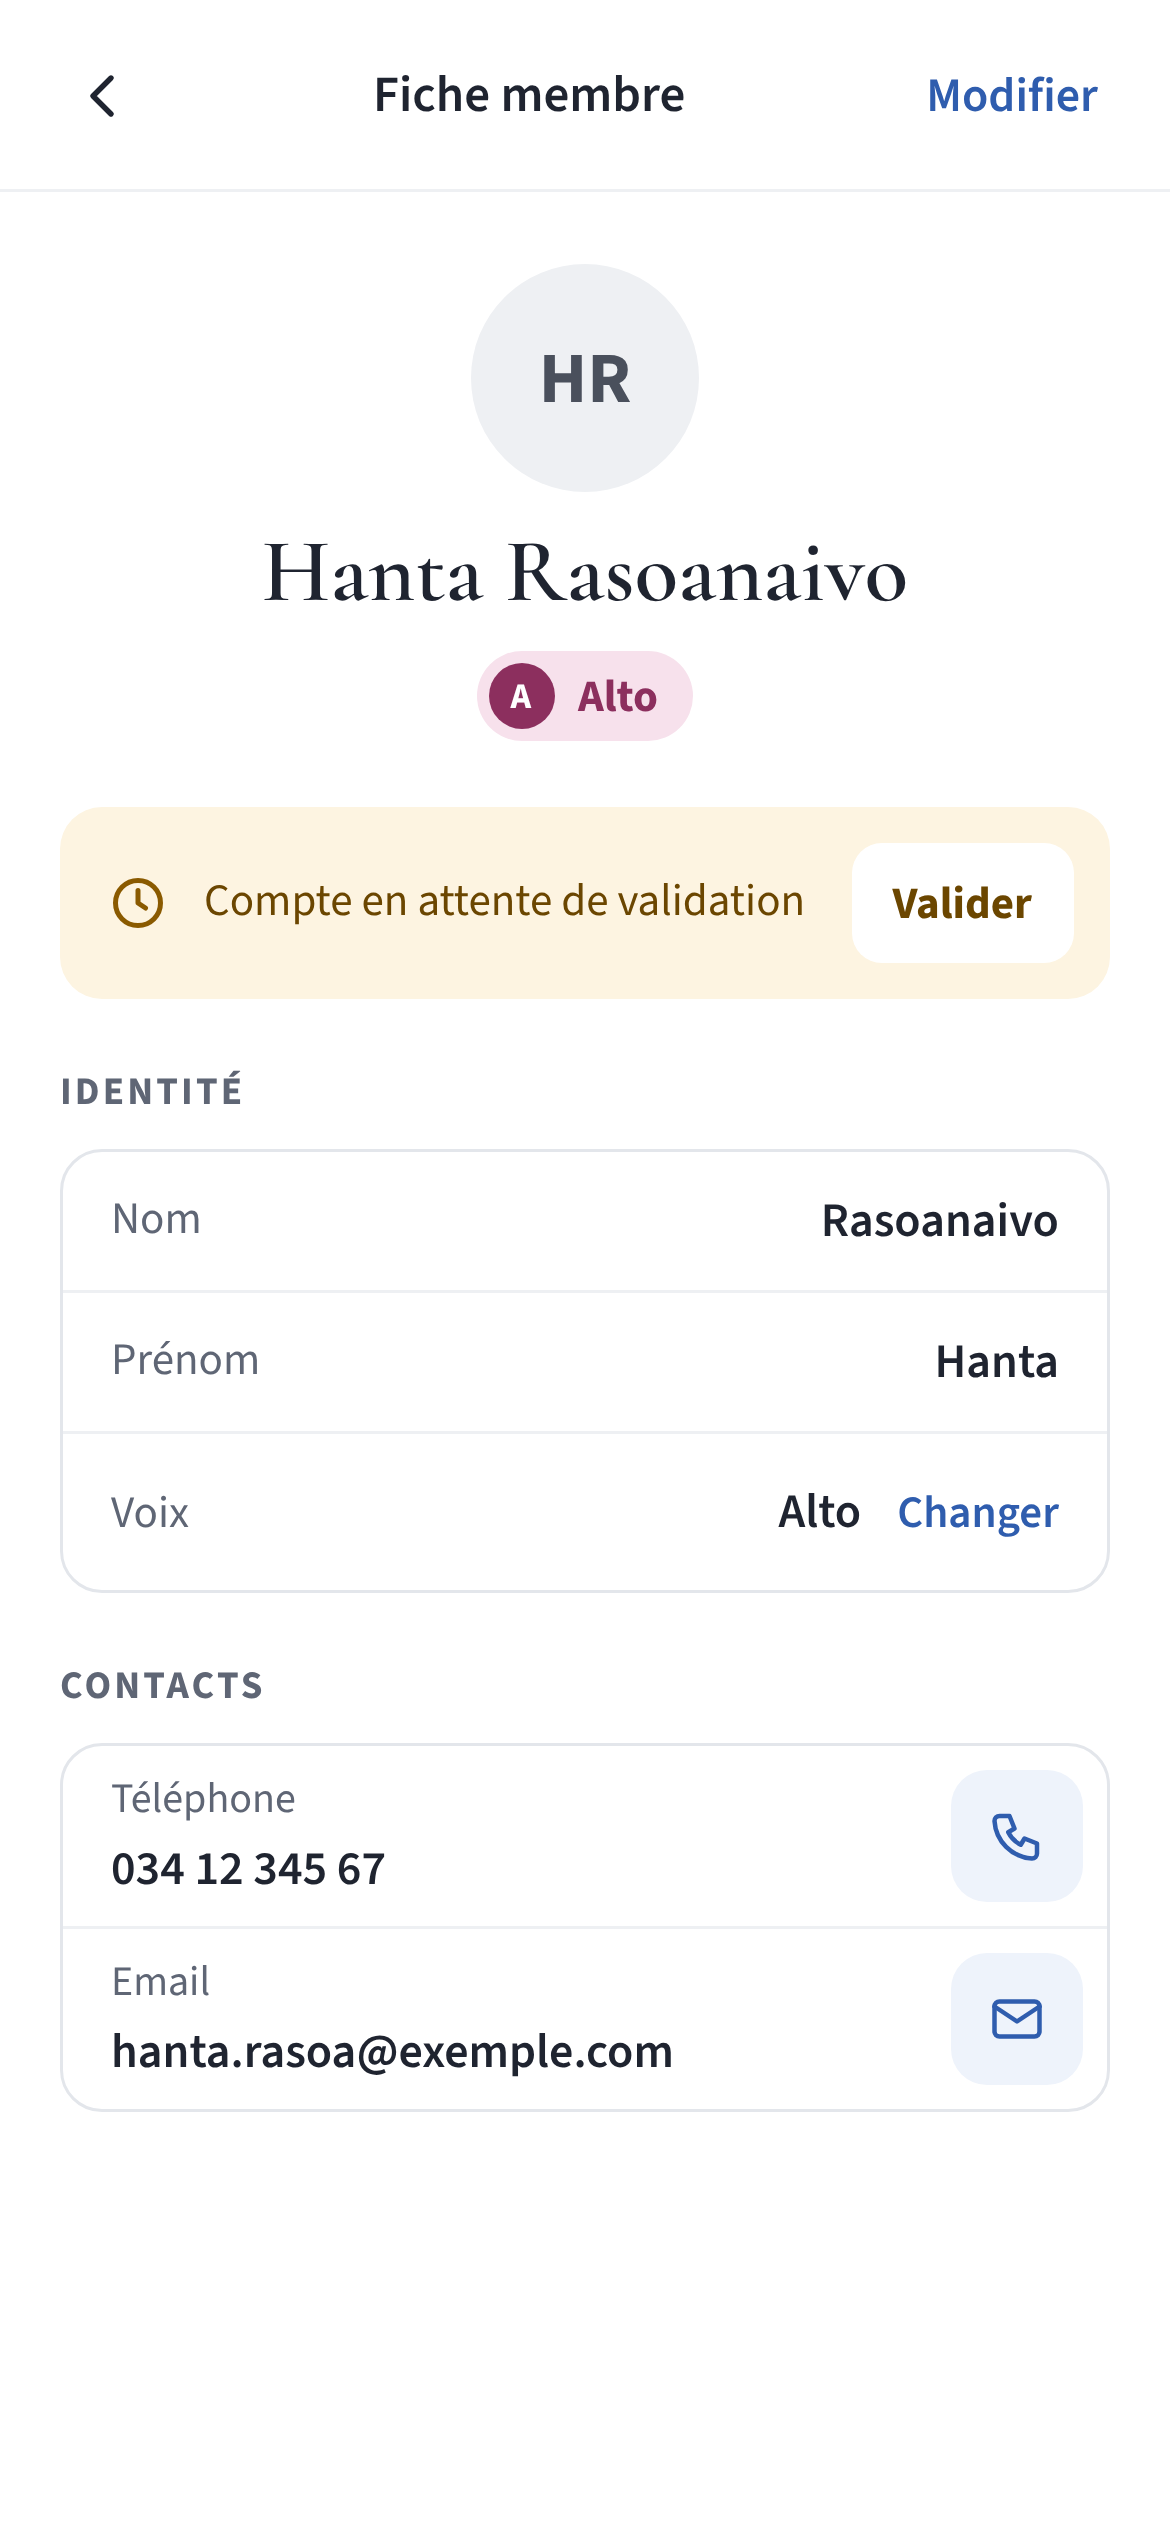 Fiche membre
Modifier
HR
Hanta Rasoanaivo
A Alto
Compte en attente de validation
Valider
IDENTITÉ
Nom
Rasoanaivo
Prénom
Hanta
Voix
Alto Changer
CONTACTS
Téléphone
034 12 345 67
Email
hanta.rasoa@exemple.com